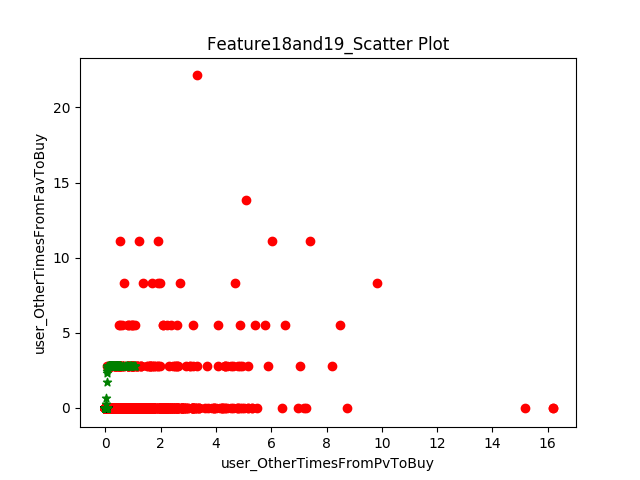 Feature18and19_Scatter Plot
20
15
10
5
0
user_OtherTimesFromFavToBuy
0 2 4 6 8 10 12 14 16
user_OtherTimesFromPvToBuy